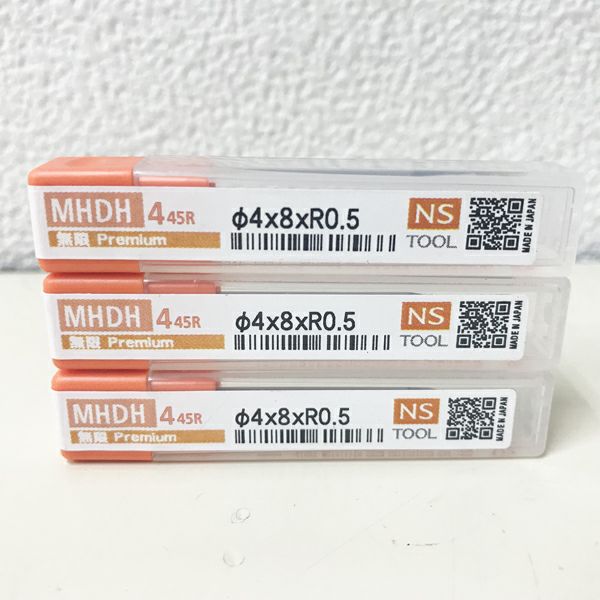 MHDH 4 45R
無限 Premium
φ4x8xR0.5
NS
TOOL
MADE IN JAPAN
MHDH 4 45R
無限 Premium
φ4x8xR0.5
NS
TOOL
MADE IN JAPAN
MHDH 4 45R
無限 Premium
φ4x8xR0.5
NS
TOOL
MADE IN JAPAN